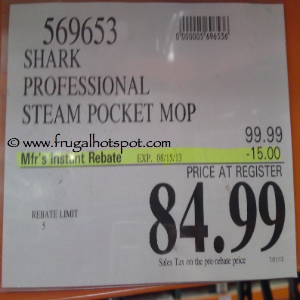 569653
0000005696536
SHARK
PROFESSIONAL
STEAM POCKET MOP
www.frugalhotspot.com
99.99
Mfr's Instant Rebate EXP. 08/15/13 -15.00
PRICE AT REGISTER
REBATE LIMIT
5
84.99
Sales Tax on the pre-rebate price